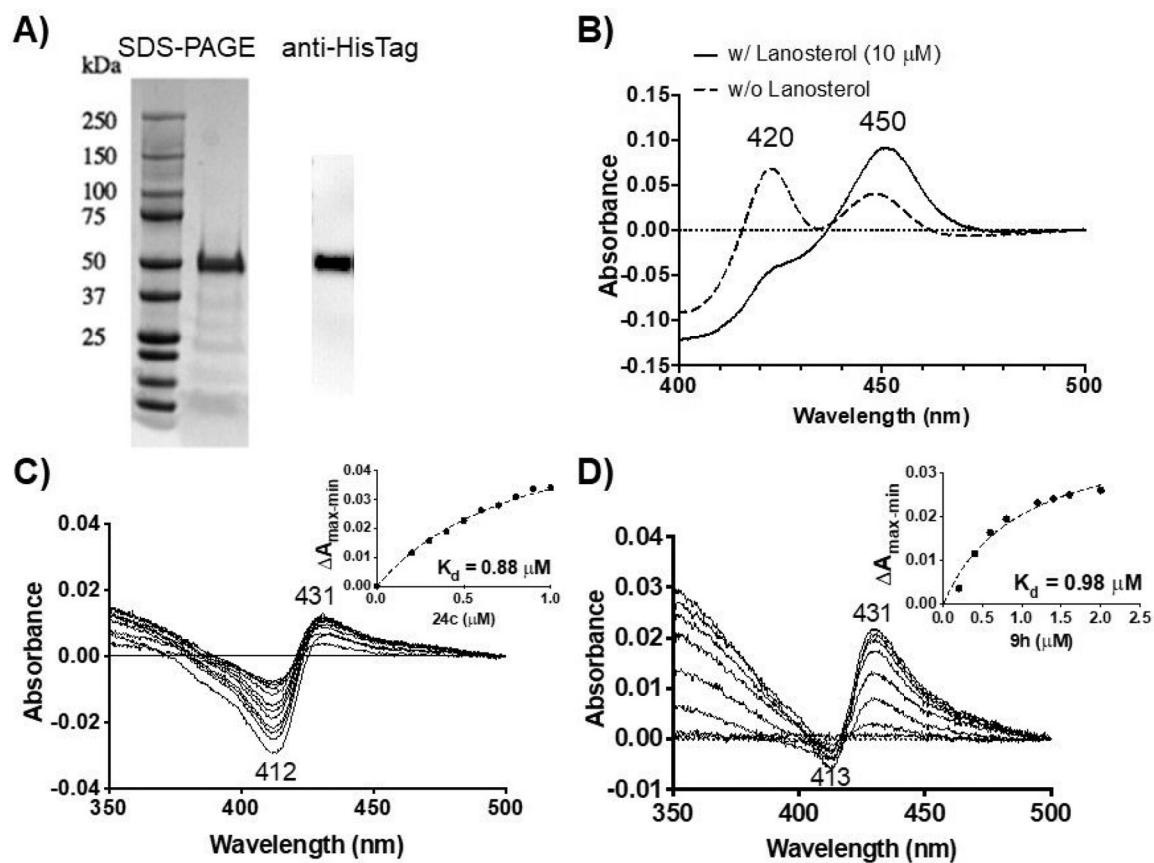 A)
SDS-PAGE anti-HisTag
kDa
250
150
100
75
50
37
25
B)
w/ Lanosterol (10 μM)
w/o Lanosterol
420 450
Absorbance
0.15
0.10
0.05
0.00
-0.05
-0.10
-0.15
400 450 500
Wavelength (nm)
C)
Absorbance
0.04
0.02
0.00
-0.02
-0.04
431
412
350 400 450 500
Wavelength (nm)
ΔAmax-min
0.04
0.03
0.02
0.01
0.00
Kd = 0.88 μM
0.0 0.5 1.0
24c (μM)
D)
Absorbance
0.04
0.03
0.02
0.01
0.00
-0.01
431
413
350 400 450 500
Wavelength (nm)
ΔAmax-min
0.03
0.02
0.01
0.00
Kd = 0.98 μM
0.0 0.5 1.0 1.5 2.0 2.5
9h (μM)